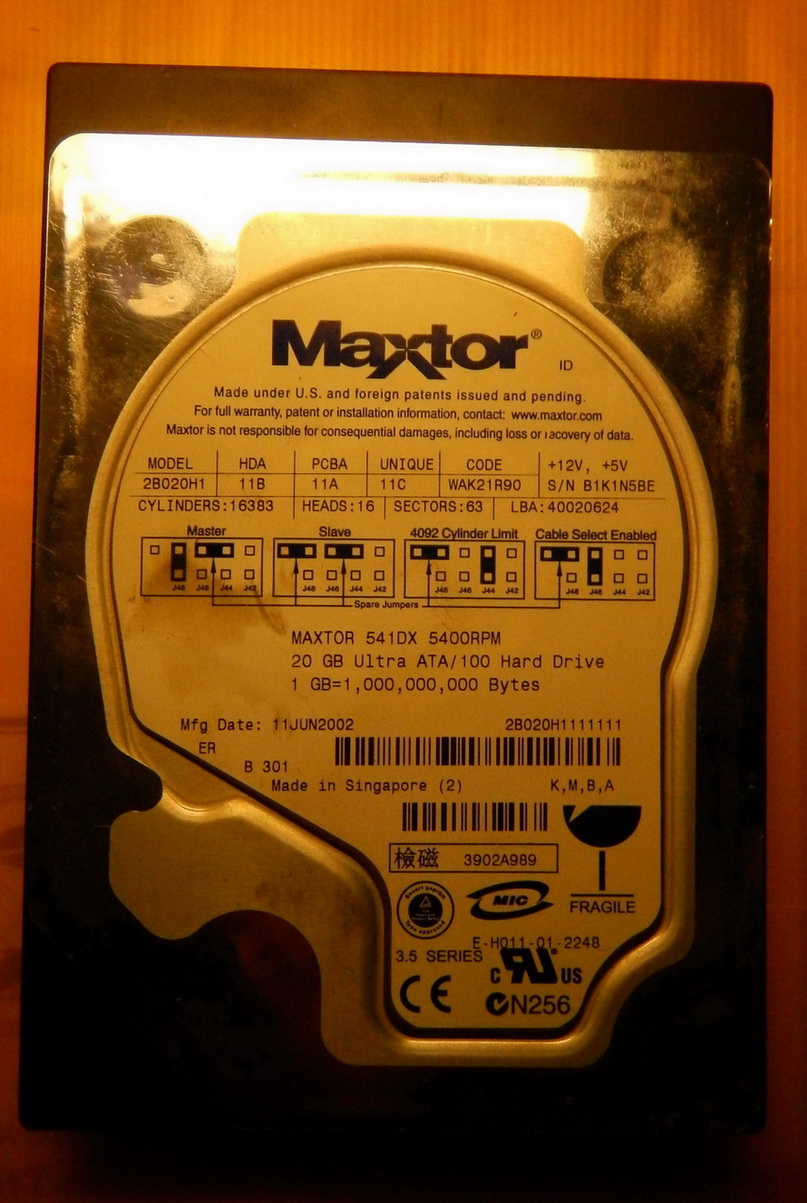 Maxtor®
ID
Made under U.S. and foreign patents issued and pending.
For full warranty, patent or installation information, contact: www.maxtor.com
Maxtor is not responsible for consequential damages, including loss or recovery of data.
MODEL HDA PCBA UNIQUE CODE +12V, +5V
2B020H1 11B 11A 11C WAK21R90 S/N B1K1N5BE
CYLINDERS:16383 HEADS:16 SECTORS:63 LBA:40020624
Master Slave 4092 Cylinder Limit Cable Select Enabled
J48 J46 J44 J42 J48 J46 J44 J42 J48 J46 J44 J42 J48 J46 J44 J42
Spare Jumpers
MAXTOR 541DX 5400RPM
20 GB Ultra ATA/100 Hard Drive
1 GB=1,000,000,000 Bytes
Mfg Date: 11JUN2002 2B020H1111111
ER
B 301
Made in Singapore (2) K,M,B,A
檢磁 3902A989
Type approved
MIC
FRAGILE
E-H011-01-2248
3.5 SERIES
C RU US
CE
N256